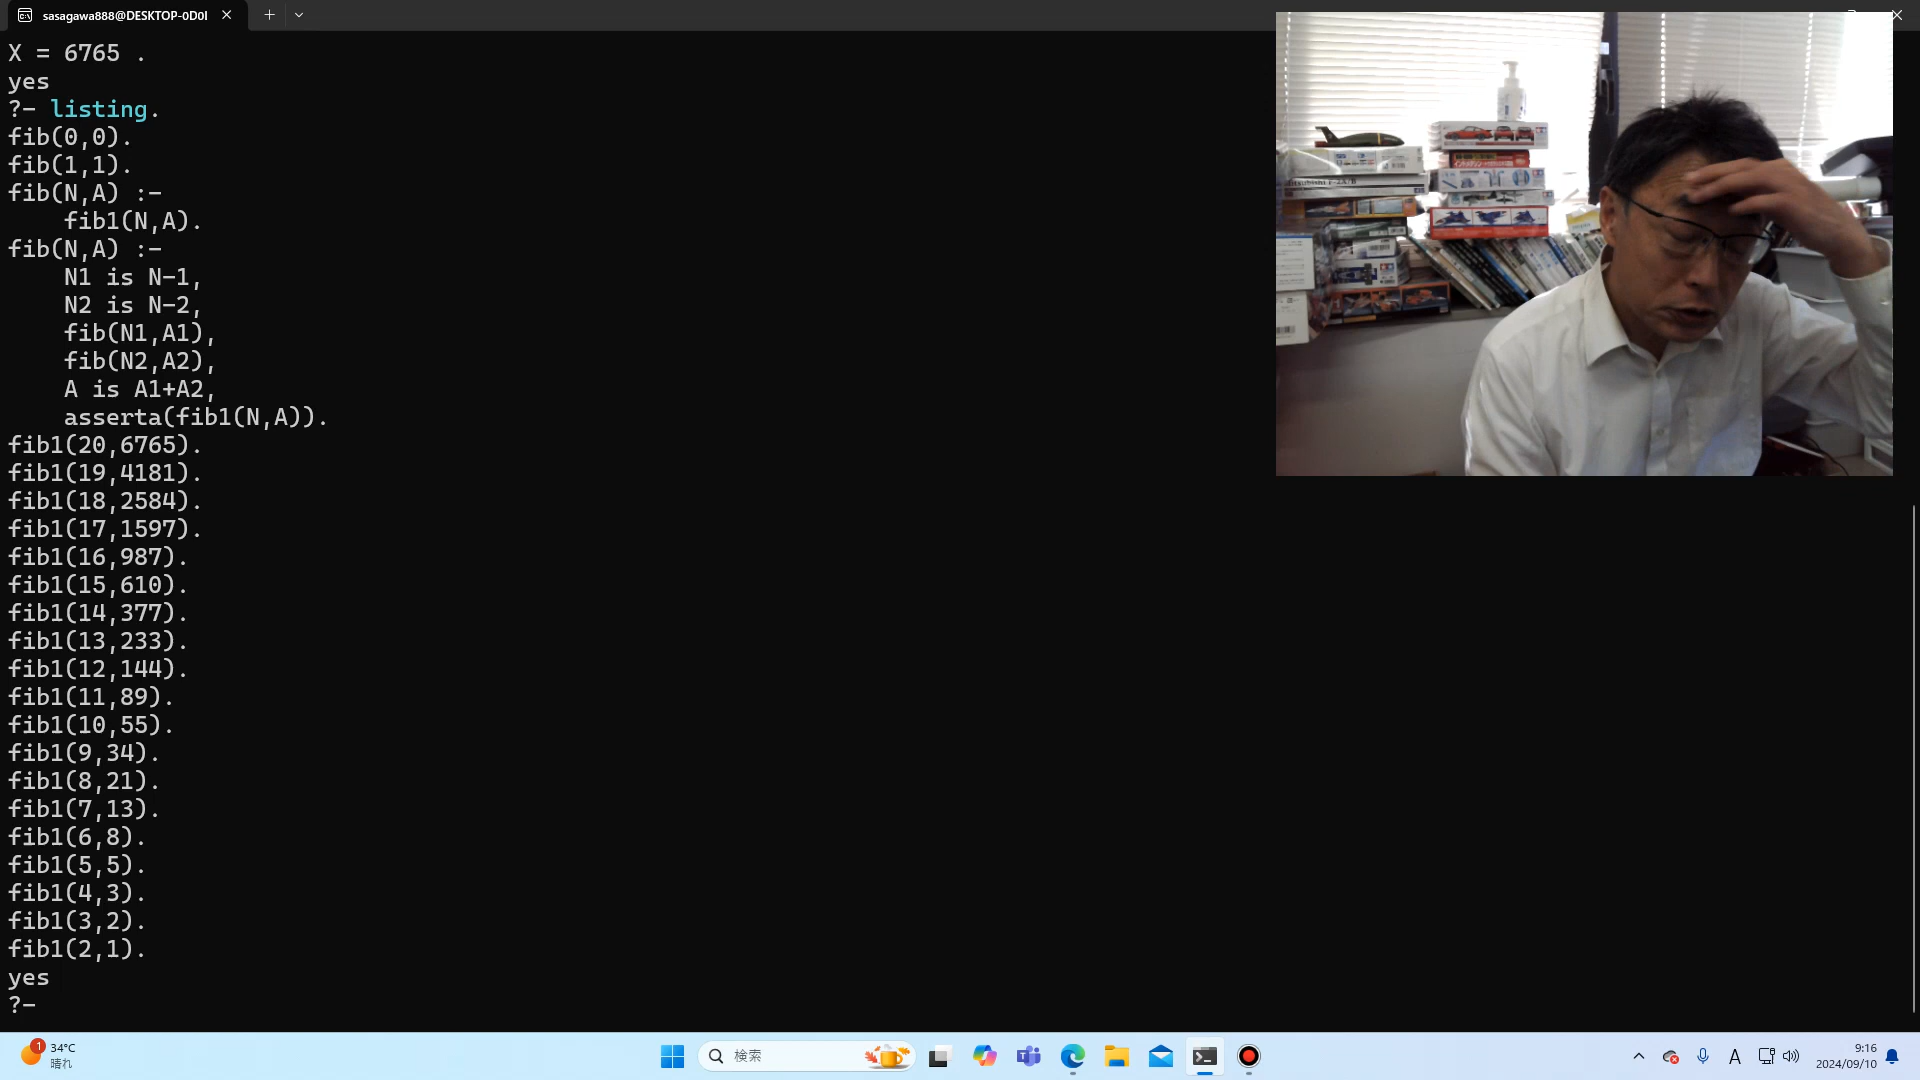 sasagawa888@DESKTOP-0D0I
X = 6765 .
yes
?- listing.
fib(0,0).
fib(1,1).
fib(N,A) :-
    fib1(N,A).
fib(N,A) :-
    N1 is N-1,
    N2 is N-2,
    fib(N1,A1),
    fib(N2,A2),
    A is A1+A2,
    asserta(fib1(N,A)).
fib1(20,6765).
fib1(19,4181).
fib1(18,2584).
fib1(17,1597).
fib1(16,987).
fib1(15,610).
fib1(14,377).
fib1(13,233).
fib1(12,144).
fib1(11,89).
fib1(10,55).
fib1(9,34).
fib1(8,21).
fib1(7,13).
fib1(6,8).
fib1(5,5).
fib1(4,3).
fib1(3,2).
fib1(2,1).
yes
?-
1
34°C
晴れ
検索
A
9:16
2024/09/10